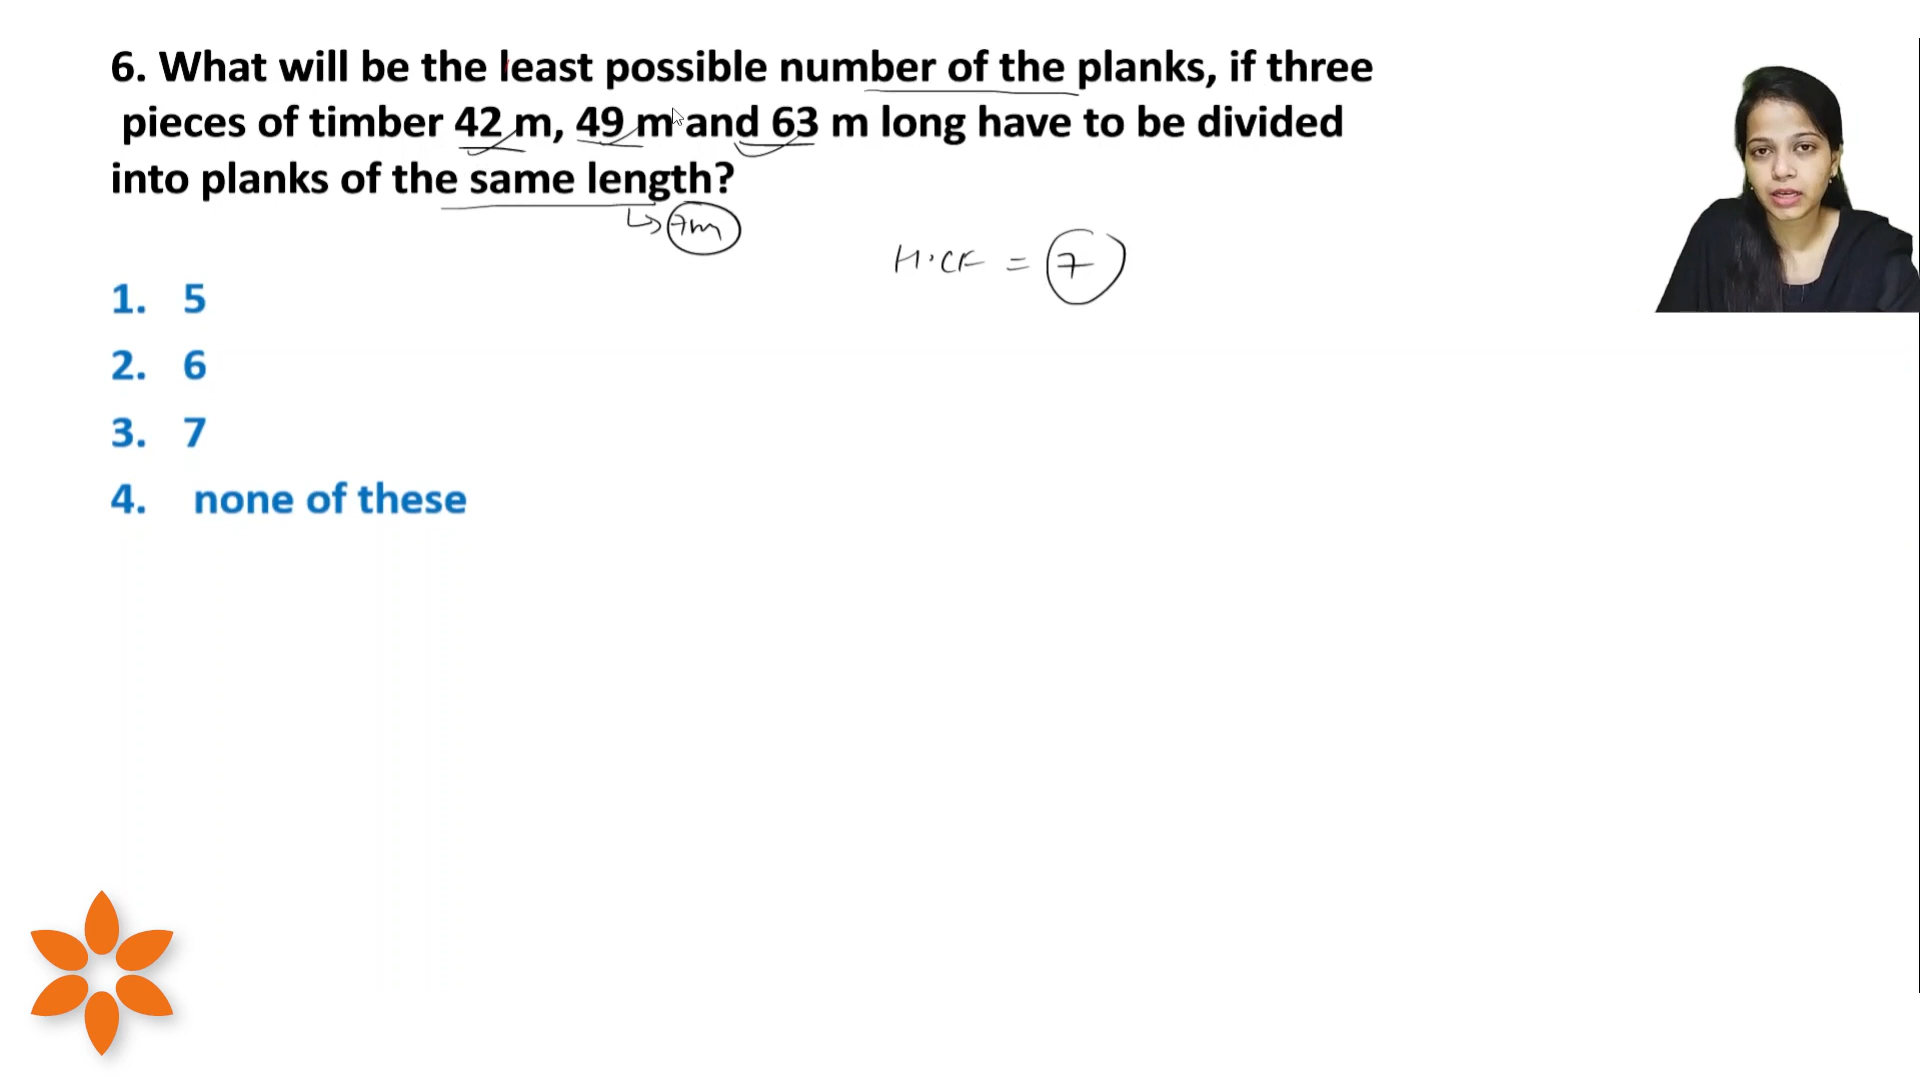 6. What will be the least possible number of the planks, if three
pieces of timber 42 m, 49 m and 63 m long have to be divided
into planks of the same length?
7m
H.CF = 7
1. 5
2. 6
3. 7
4. none of these